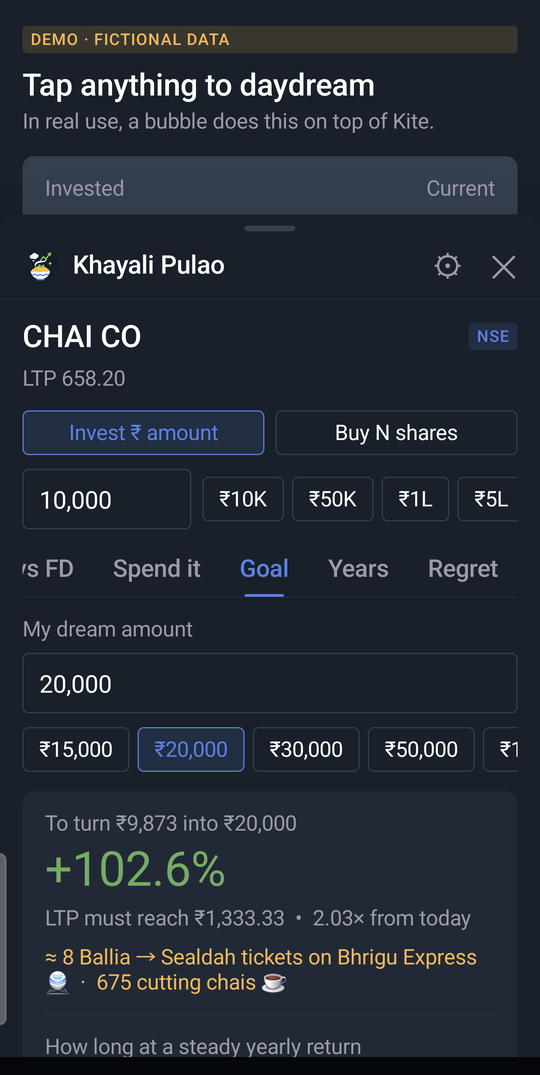 DEMO · FICTIONAL DATA
Tap anything to daydream
In real use, a bubble does this on top of Kite.
Invested Current
Khayali Pulao
CHAI CO NSE
LTP 658.20
Invest ₹ amount Buy N shares
10,000 ₹10K ₹50K ₹1L ₹5L
vs FD Spend it Goal Years Regret
My dream amount
20,000
₹15,000 ₹20,000 ₹30,000 ₹50,000 ₹1
To turn ₹9,873 into ₹20,000
+102.6%
LTP must reach ₹1,333.33 • 2.03× from today
≈ 8 Ballia → Sealdah tickets on Bhrigu Express
🚆 · 675 cutting chais ☕
How long at a steady yearly return